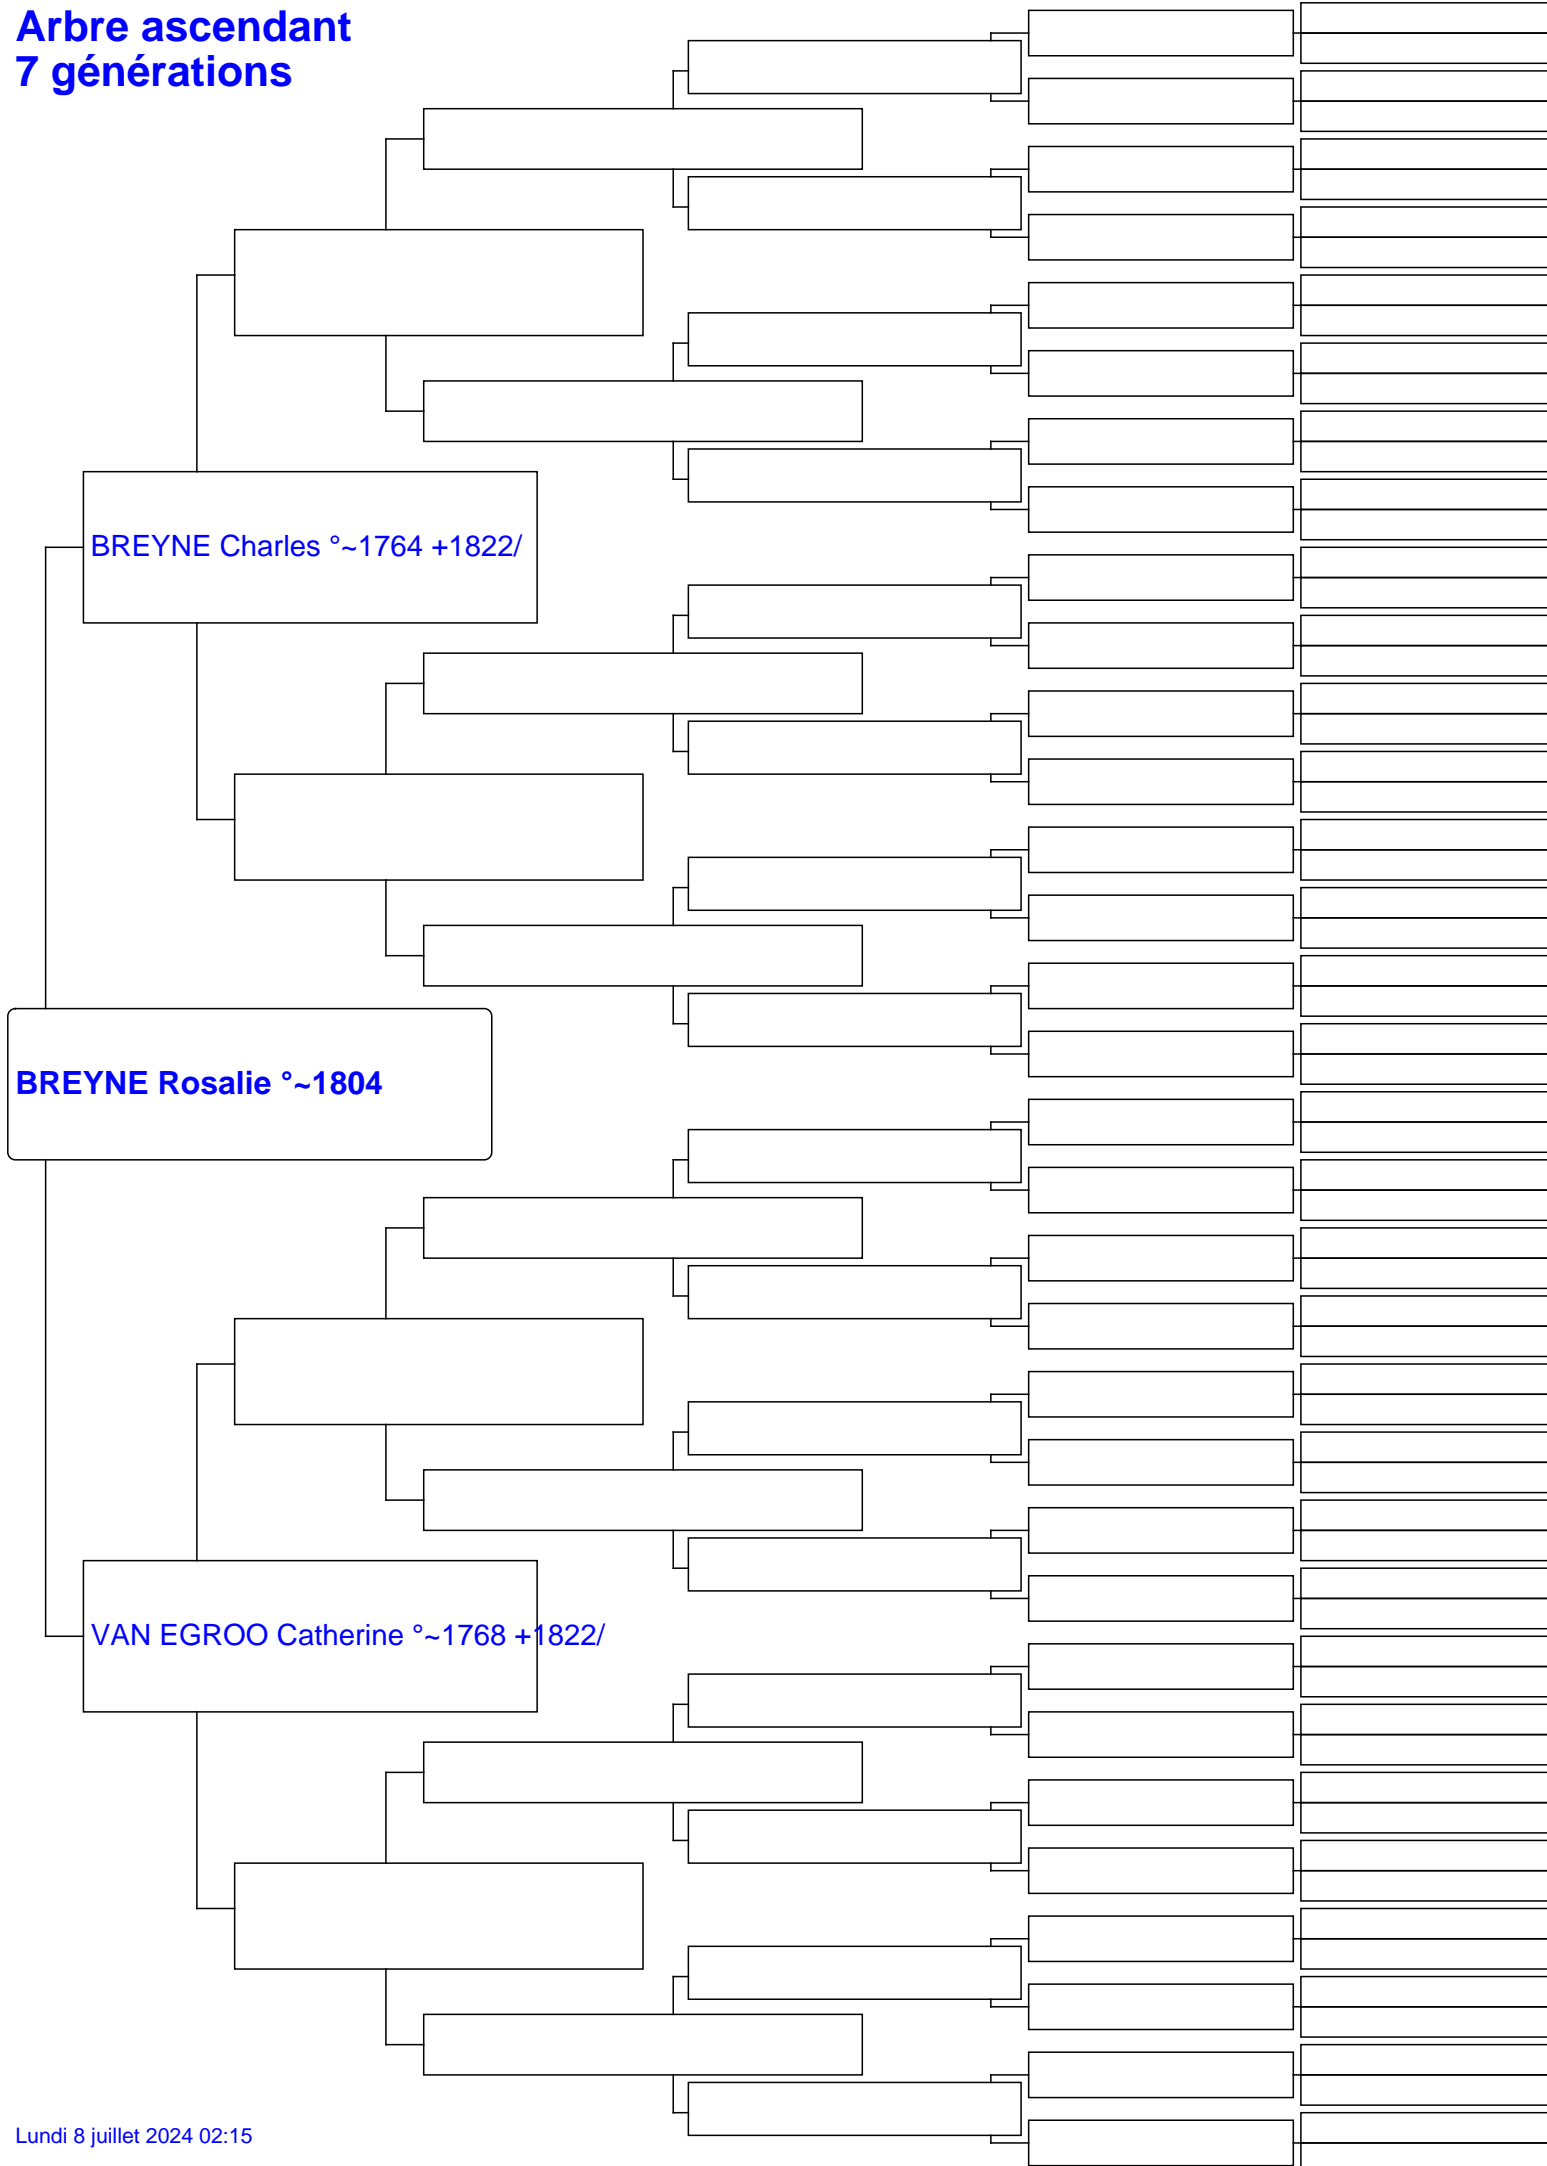 Arbre ascendant
7 générations
BREYNE Charles °~1764 +1822/
BREYNE Rosalie °~1804
VAN EGROO Catherine °~1768 +1822/
Lundi 8 juillet 2024 02:15